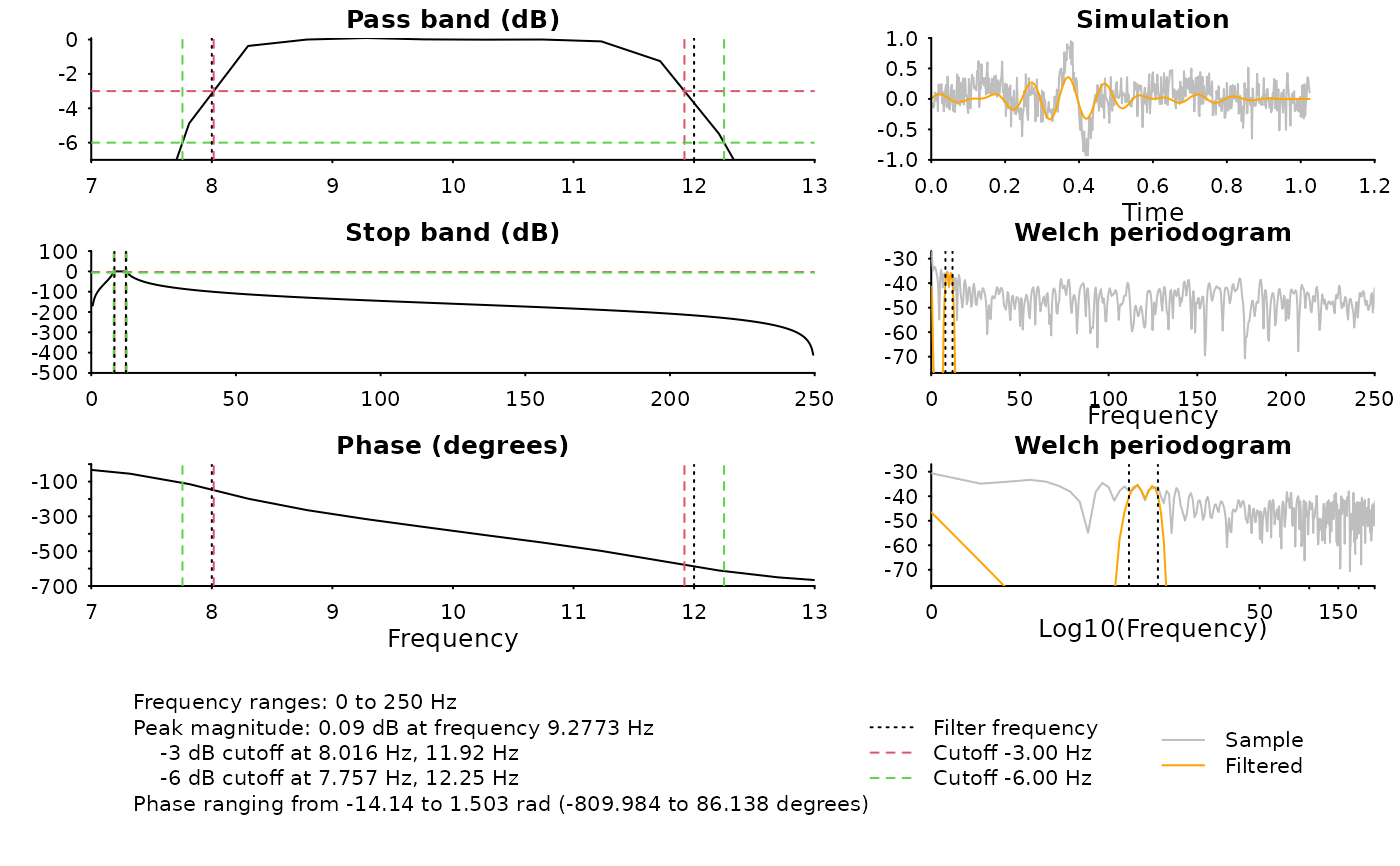 Pass band (dB)
0
-2
-4
-6
7 8 9 10 11 12 13
Simulation
1.0
0.5
0.0
-0.5
-1.0
0.0 0.2 0.4 0.6 0.8 1.0 1.2
Time
Stop band (dB)
100
0
-100
-200
-300
-400
-500
0 50 100 150 200 250
Welch periodogram
-30
-40
-50
-60
-70
0 50 100 150 200 250
Frequency
Phase (degrees)
-100
-300
-500
-700
7 8 9 10 11 12 13
Frequency
Welch periodogram
-30
-40
-50
-60
-70
0 50 150
Log10(Frequency)
Frequency ranges: 0 to 250 Hz
Peak magnitude: 0.09 dB at frequency 9.2773 Hz
-3 dB cutoff at 8.016 Hz, 11.92 Hz
-6 dB cutoff at 7.757 Hz, 12.25 Hz
Phase ranging from -14.14 to 1.503 rad (-809.984 to 86.138 degrees)
Filter frequency
Cutoff -3.00 Hz
Cutoff -6.00 Hz
Sample
Filtered